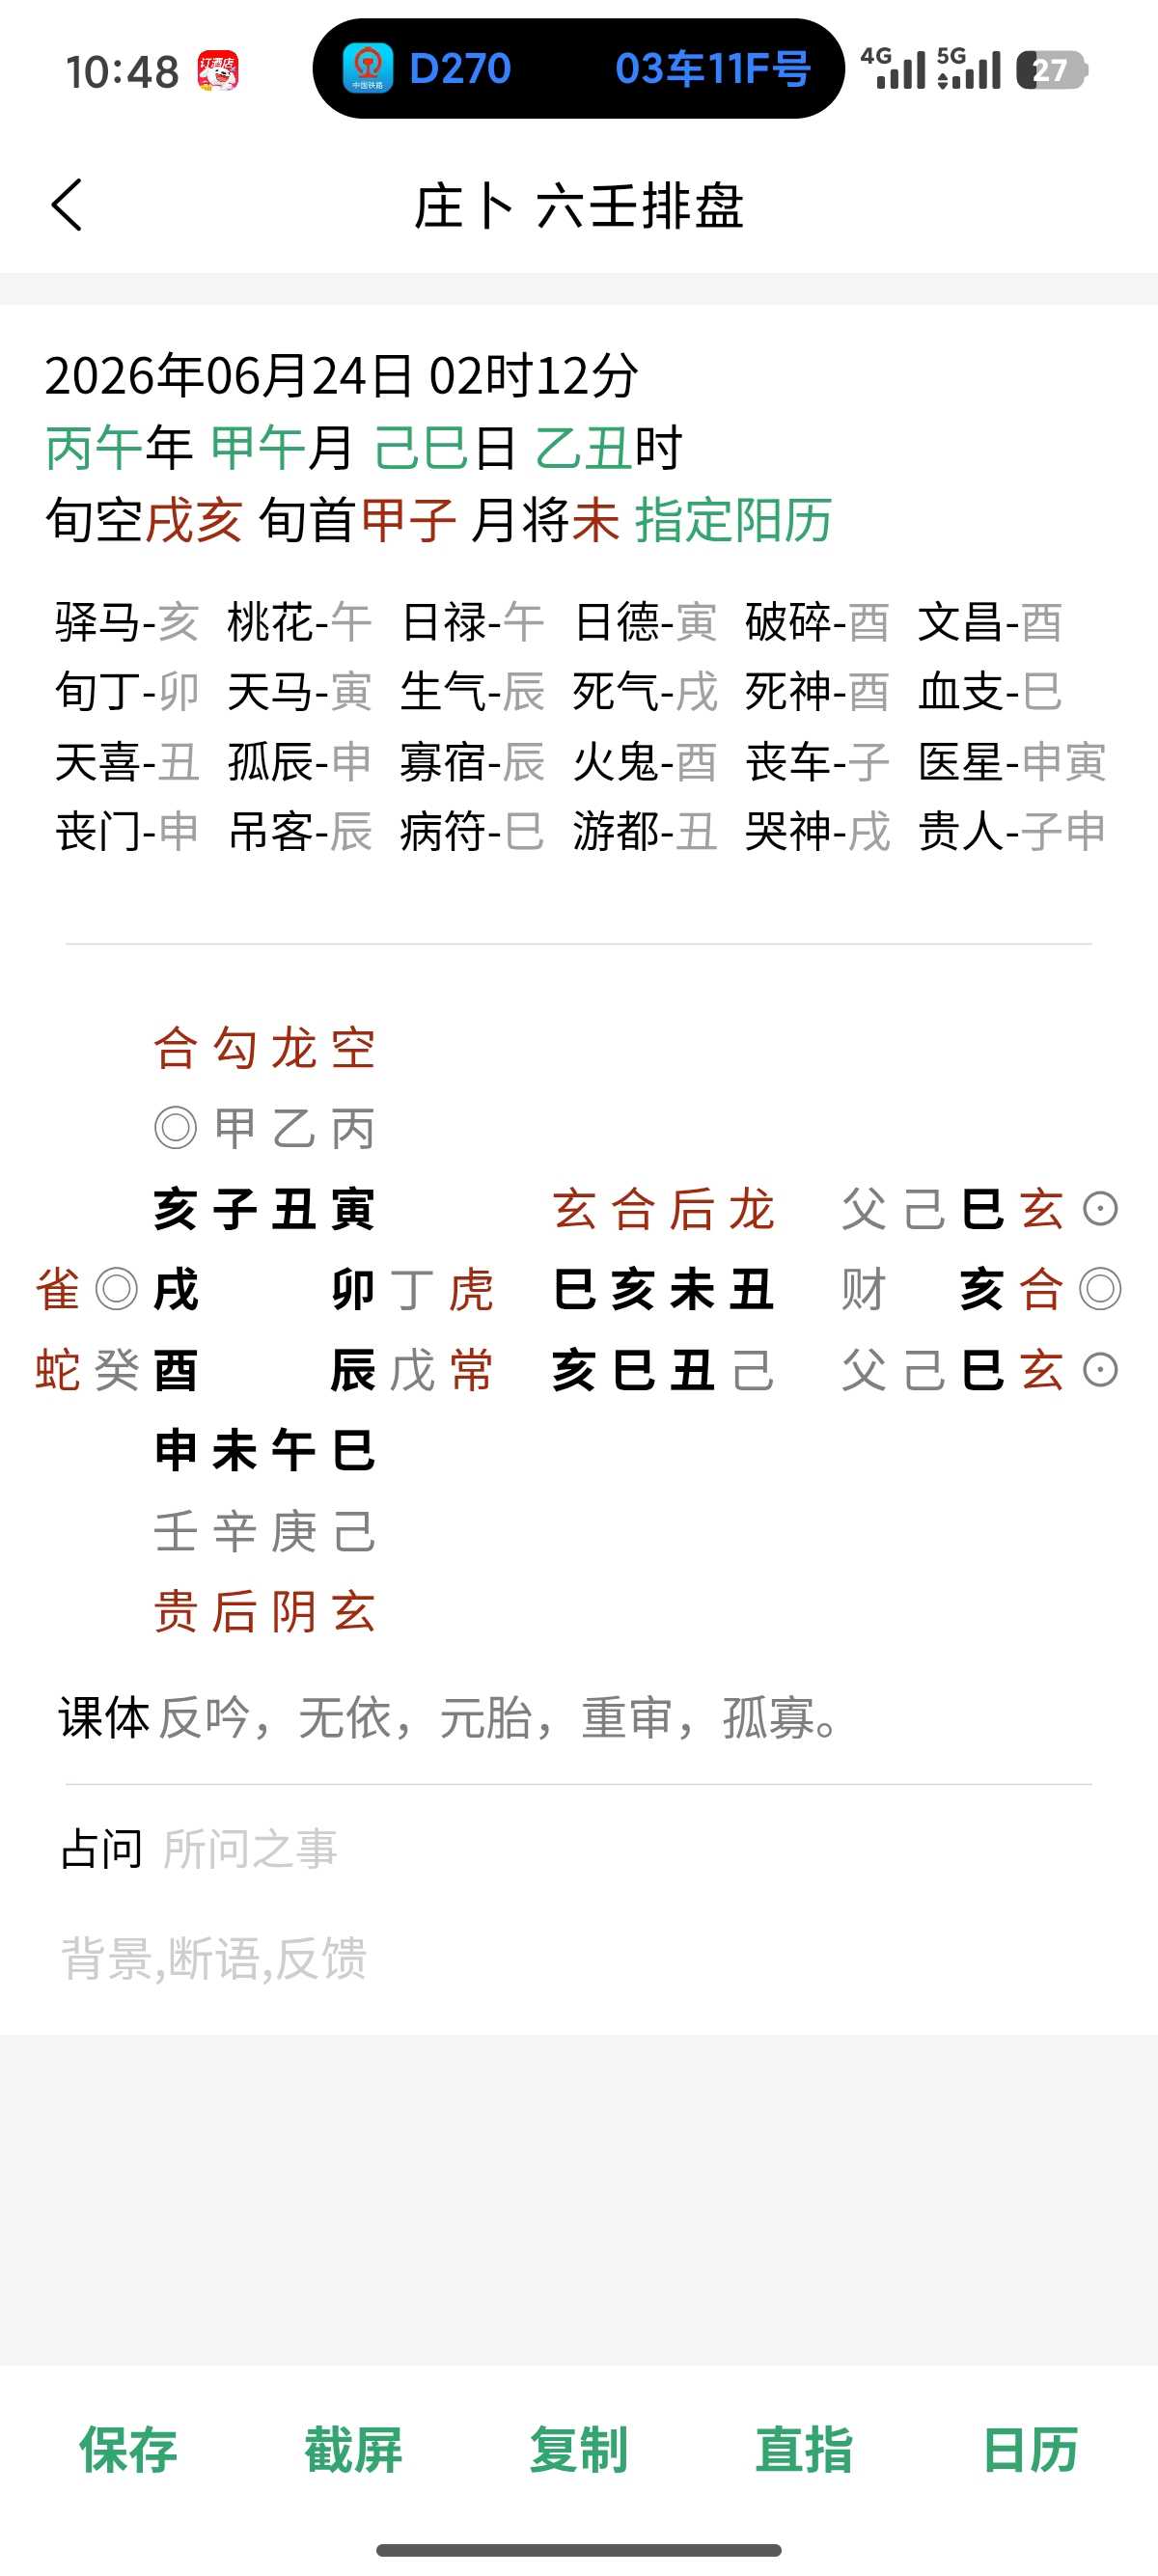 10:48 订酒店 中国铁路 D270 03车11F号 4G 5G 27
庄卜 六壬排盘
2026年06月24日 02时12分
丙午年 甲午月 己巳日 乙丑时
旬空戌亥 旬首甲子 月将未 指定阳历
驿马-亥 桃花-午 日禄-午 日德-寅 破碎-酉 文昌-酉
旬丁-卯 天马-寅 生气-辰 死气-戌 死神-酉 血支-巳
天喜-丑 孤辰-申 寡宿-辰 火鬼-酉 丧车-子 医星-申寅
丧门-申 吊客-辰 病符-巳 游都-丑 哭神-戌 贵人-子申
合 勾 龙 空
◎ 甲 乙 丙
亥 子 丑 寅 玄 合 后 龙 父 己 巳 玄 ⊙
雀 ◎ 戌 卯 丁 虎 巳 亥 未 丑 财 亥 合 ◎
蛇 癸 酉 辰 戊 常 亥 巳 丑 己 父 己 巳 玄 ⊙
申 未 午 巳
壬 辛 庚 己
贵 后 阴 玄
课体 反吟，无依，元胎，重审，孤寡。
占问 所问之事
背景,断语,反馈
保存 截屏 复制 直指 日历